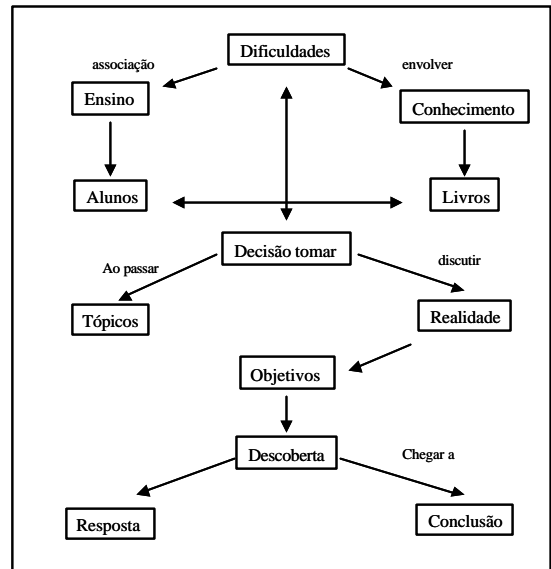 Dificuldades
associação
envolver
Ensino
Conhecimento
Alunos
Livros
Decisão tomar
Ao passar
discutir
Tópicos
Realidade
Objetivos
Descoberta
Chegar a
Resposta
Conclusão